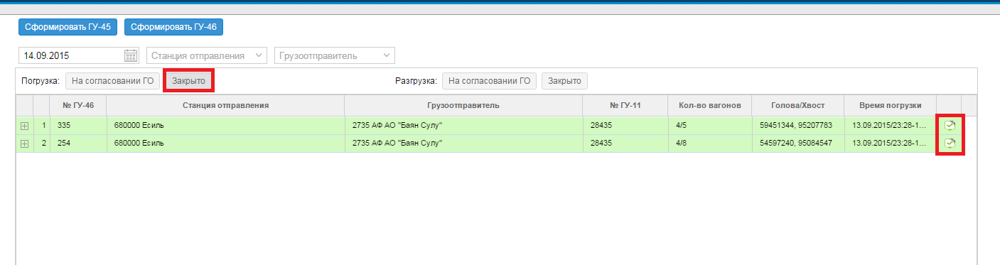 Сформировать ГУ-45 Сформировать ГУ-46
14.09.2015 Станция отправления Грузоотправитель
Погрузка: На согласовании ГО Закрыто Разгрузка: На согласовании ГО Закрыто
№ ГУ-46 Станция отправления Грузоотправитель № ГУ-11 Кол-во вагонов Голова/Хвост Время погрузки
1 335 680000 Есиль 2735 АФ АО "Баян Сулу" 28435 4/5 59451344, 95207783 13.09.2015/23:28-1...
2 254 680000 Есиль 2735 АФ АО "Баян Сулу" 28435 4/8 54597240, 95084547 13.09.2015/23:28-1...